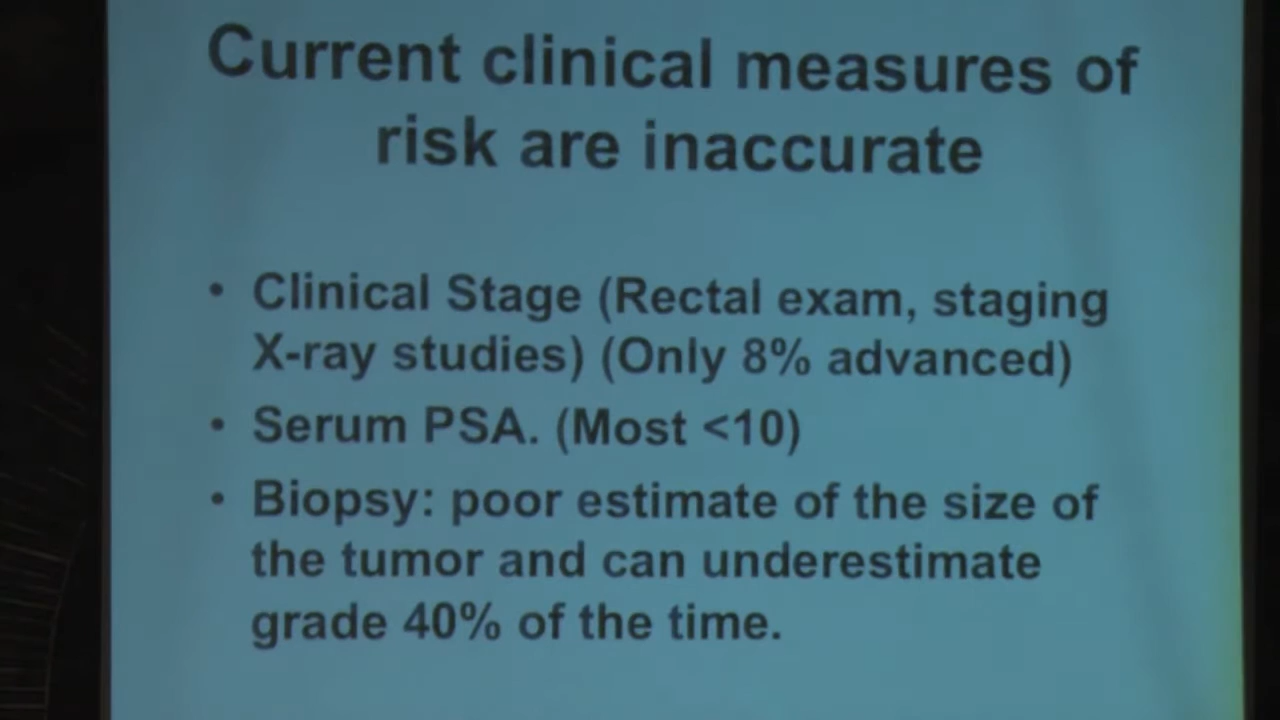 Current clinical measures of
risk are inaccurate
• Clinical Stage (Rectal exam, staging
X-ray studies) (Only 8% advanced)
• Serum PSA. (Most <10)
• Biopsy: poor estimate of the size of
the tumor and can underestimate
grade 40% of the time.